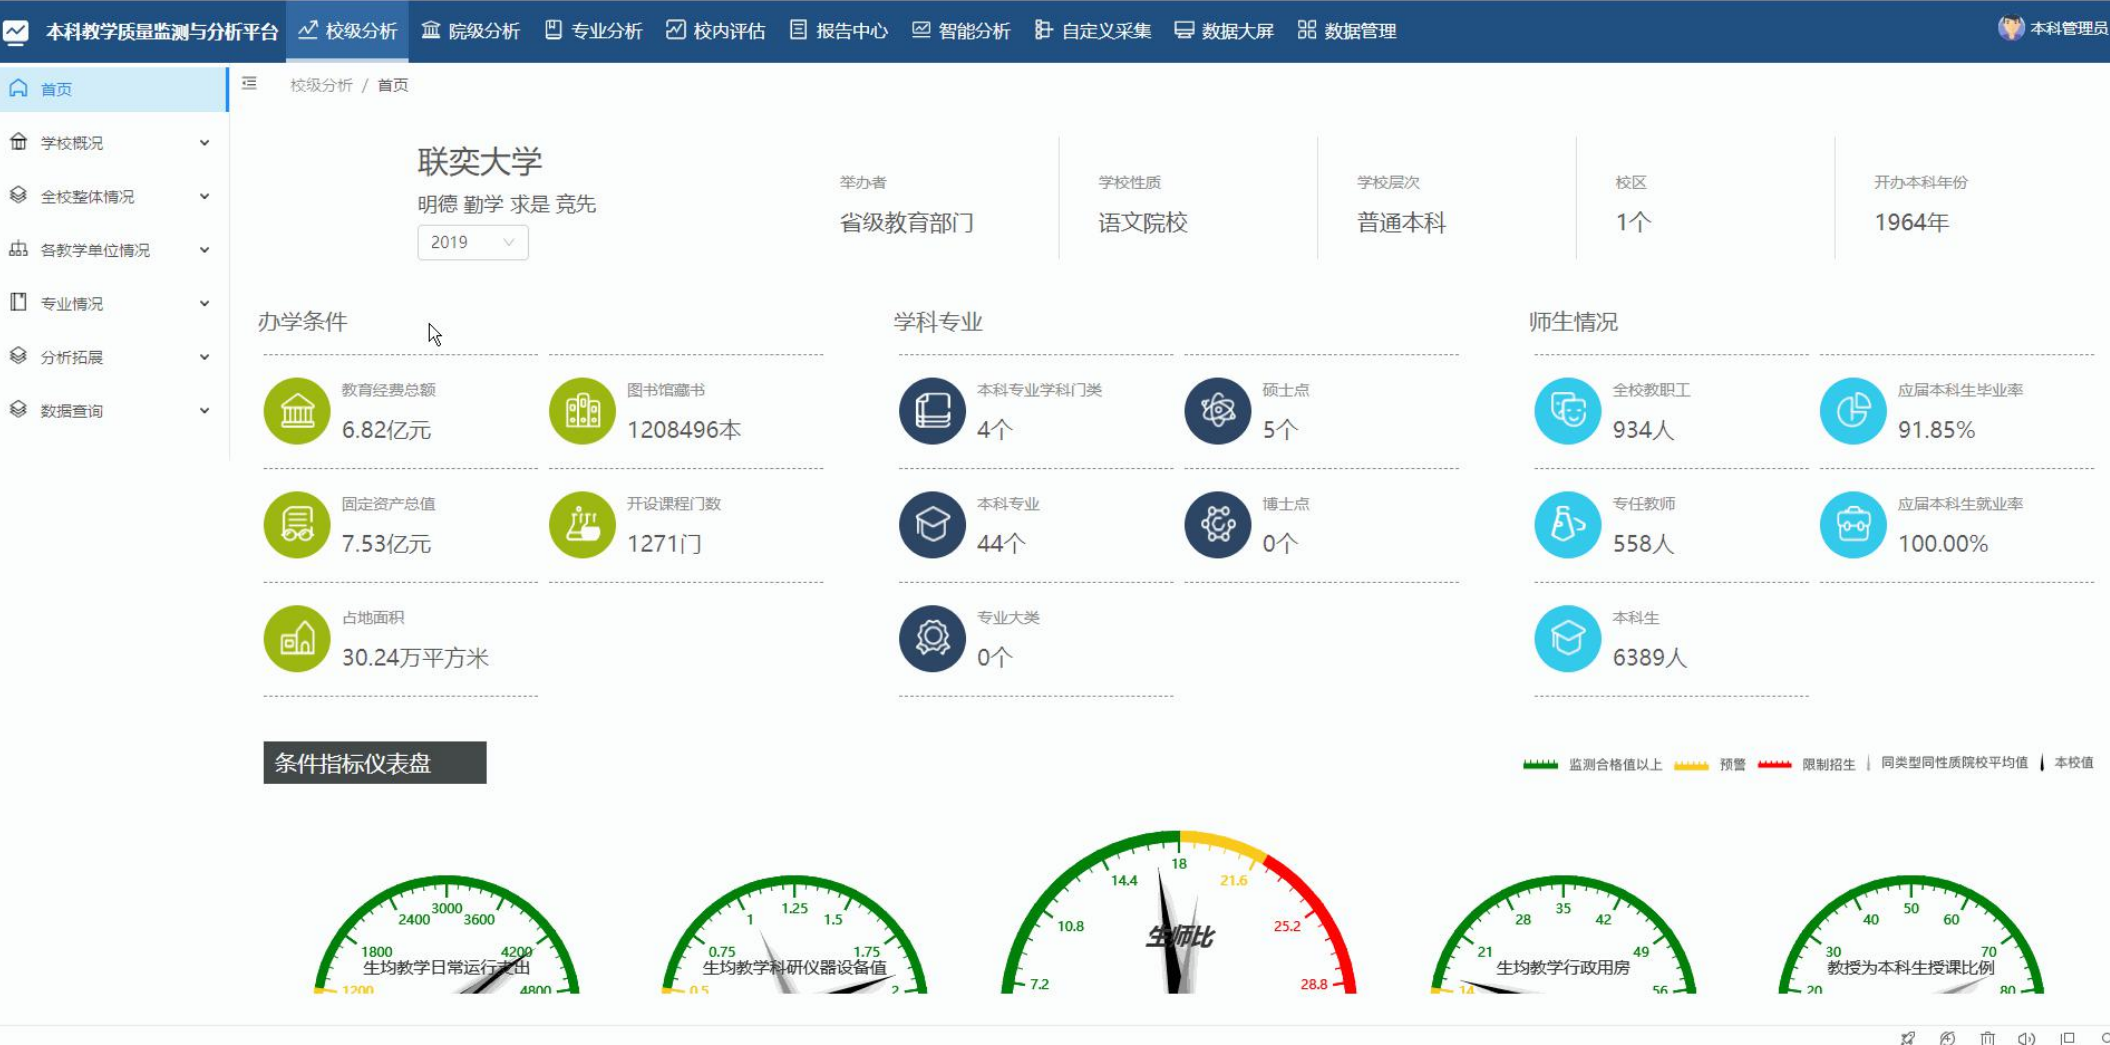 本科教学质量监测与分析平台 校级分析 院级分析 专业分析 校内评估 报告中心 智能分析 自定义采集 数据大屏 数据管理 本科管理员
首页
学校概况
全校整体情况
各教学单位情况
专业情况
分析拓展
数据查询
校级分析 / 首页
联奕大学
明德 勤学 求是 竞先
2019
举办者
省级教育部门
学校性质
语文院校
学校层次
普通本科
校区
1个
开办本科年份
1964年
办学条件
教育经费总额
6.82亿元
图书馆藏书
1208496本
固定资产总值
7.53亿元
开设课程门数
1271门
占地面积
30.24万平方米
学科专业
本科专业学科门类
4个
硕士点
5个
本科专业
44个
博士点
0个
专业大类
0个
师生情况
全校教职工
934人
应届本科生毕业率
91.85%
专任教师
558人
应届本科生就业率
100.00%
本科生
6389人
条件指标仪表盘
监测合格值以上 预警 限制招生 同类型同性质院校平均值 本校值
1200 1800 2400 3000 3600 4200 4800
生均教学日常运行支出
0.5 0.75 1 1.25 1.5 1.75 2
生均教学科研仪器设备值
7.2 10.8 14.4 18 21.6 25.2 28.8
生师比
14 21 28 35 42 49 56
生均教学行政用房
20 30 40 50 60 70 80
教授为本科生授课比例